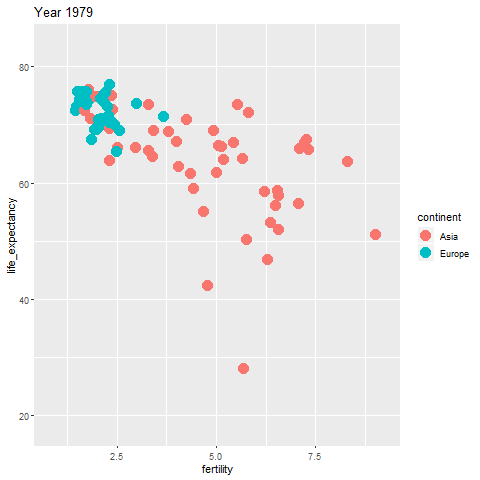 Year 1979
life_expectancy
80
60
40
20
2.5 5.0 7.5
fertility
continent
Asia
Europe